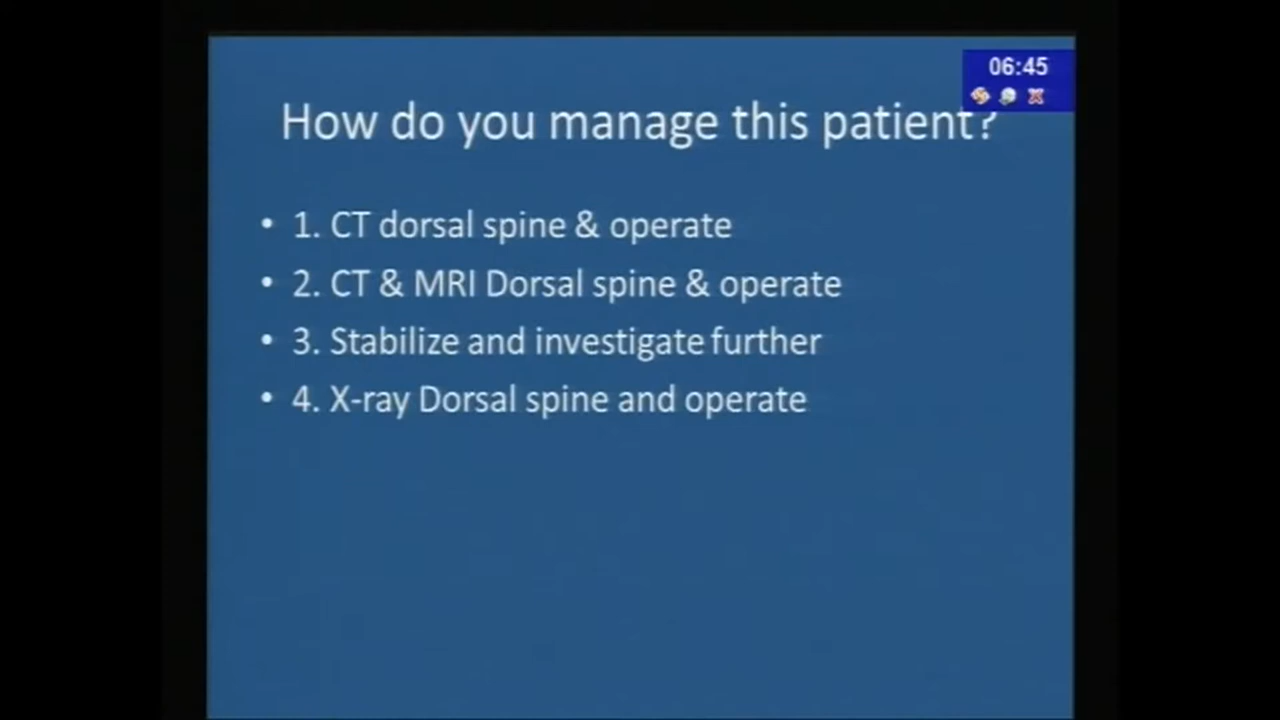 06:45
How do you manage this patient?
• 1. CT dorsal spine & operate
• 2. CT & MRI Dorsal spine & operate
• 3. Stabilize and investigate further
• 4. X-ray Dorsal spine and operate